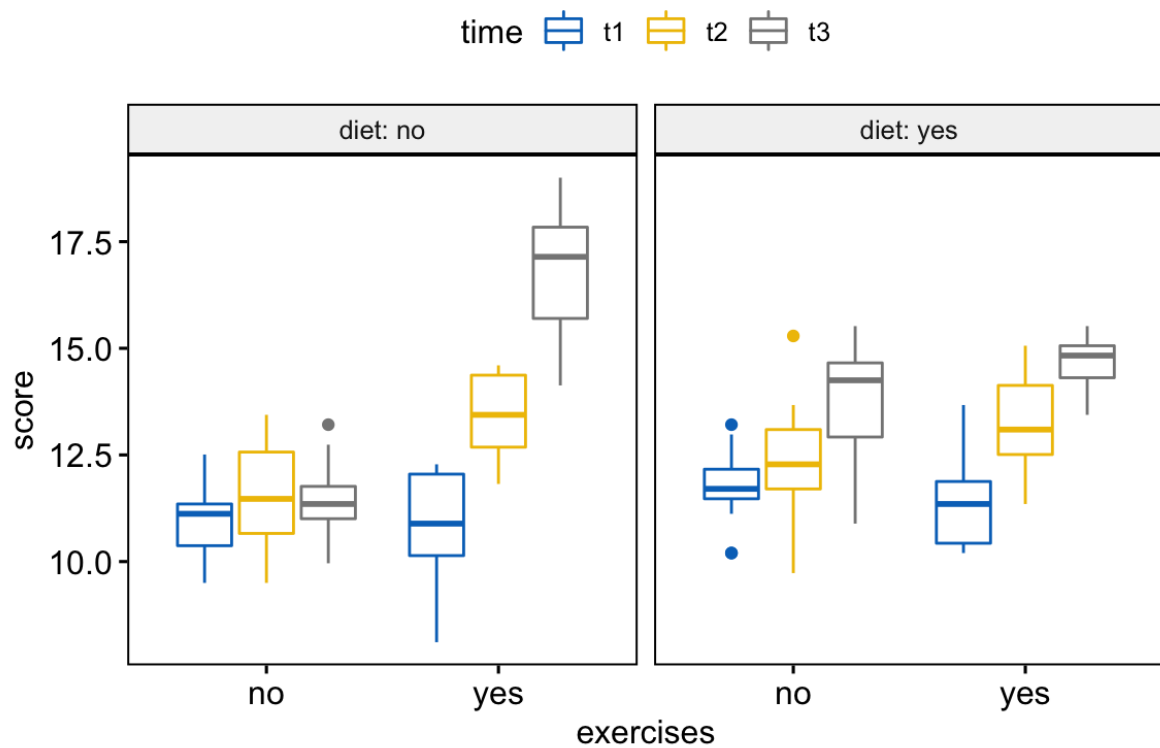 time t1 t2 t3
diet: no
diet: yes
17.5
15.0
12.5
10.0
score
no yes no yes
exercises